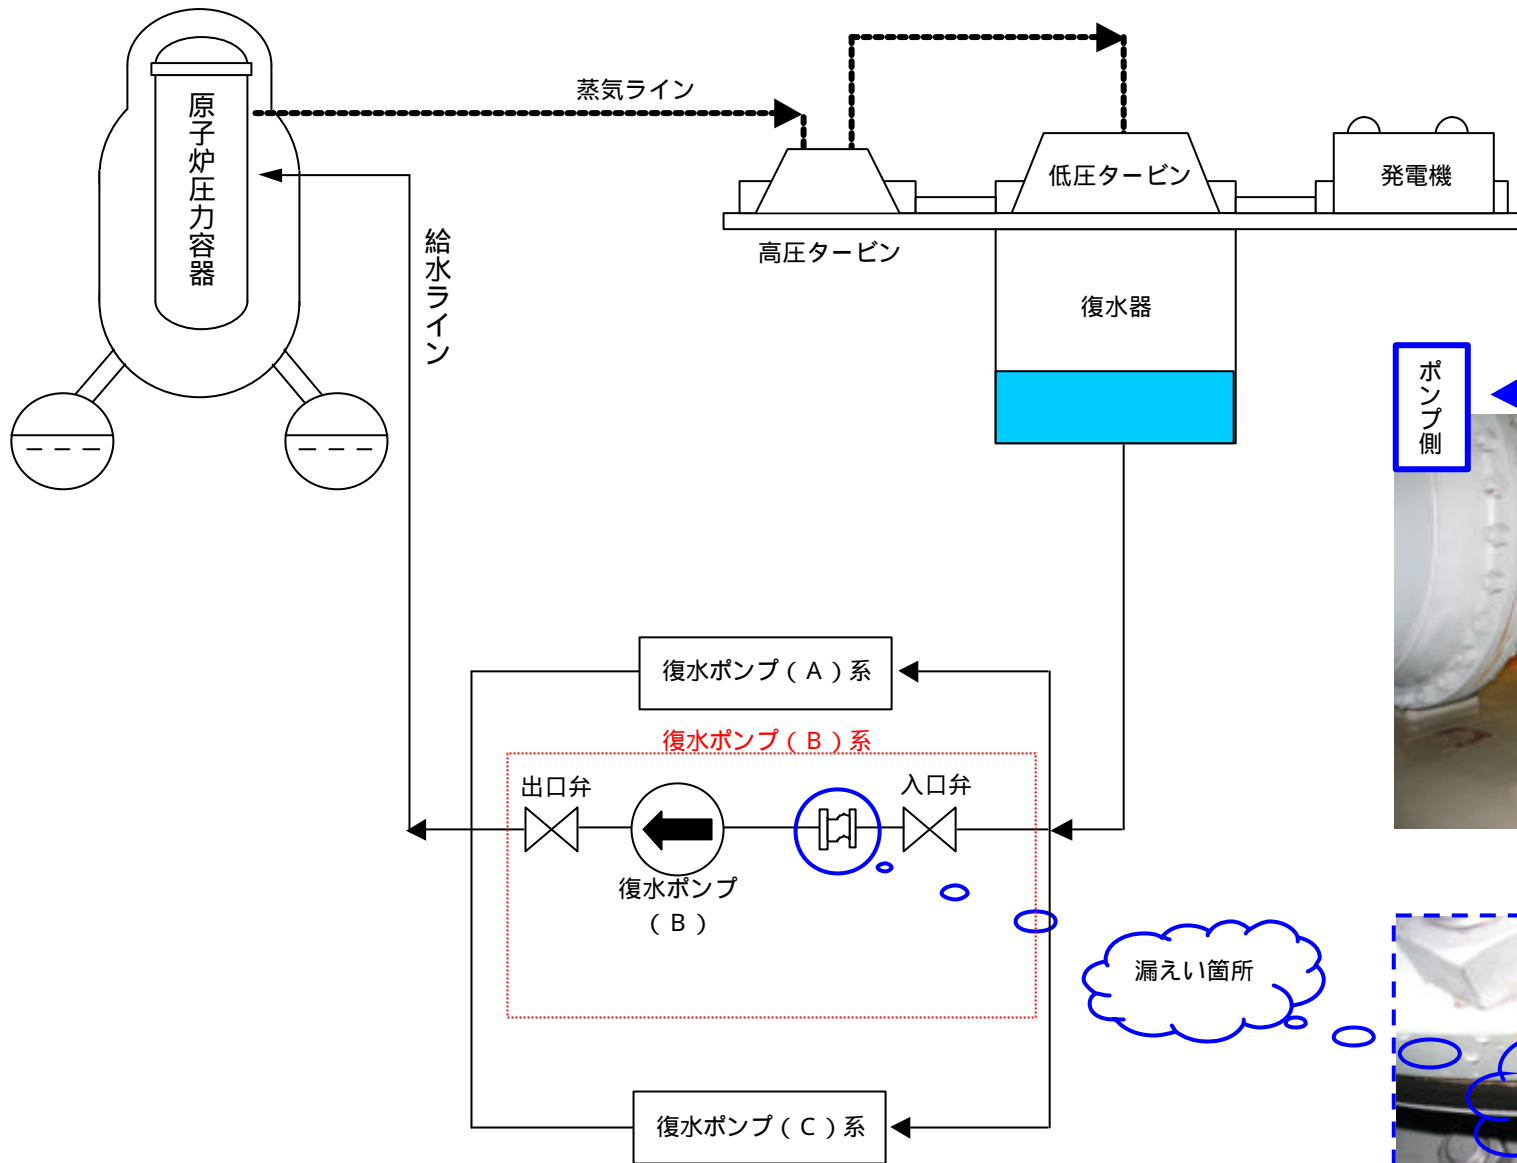 蒸気ライン
原子炉圧力容器
低圧タービン
発電機
高圧タービン
給水ライン
復水器
ポンプ側
復水ポンプ(A)系
復水ポンプ(B)系
出口弁
入口弁
復水ポンプ
(B)
漏えい箇所
復水ポンプ(C)系